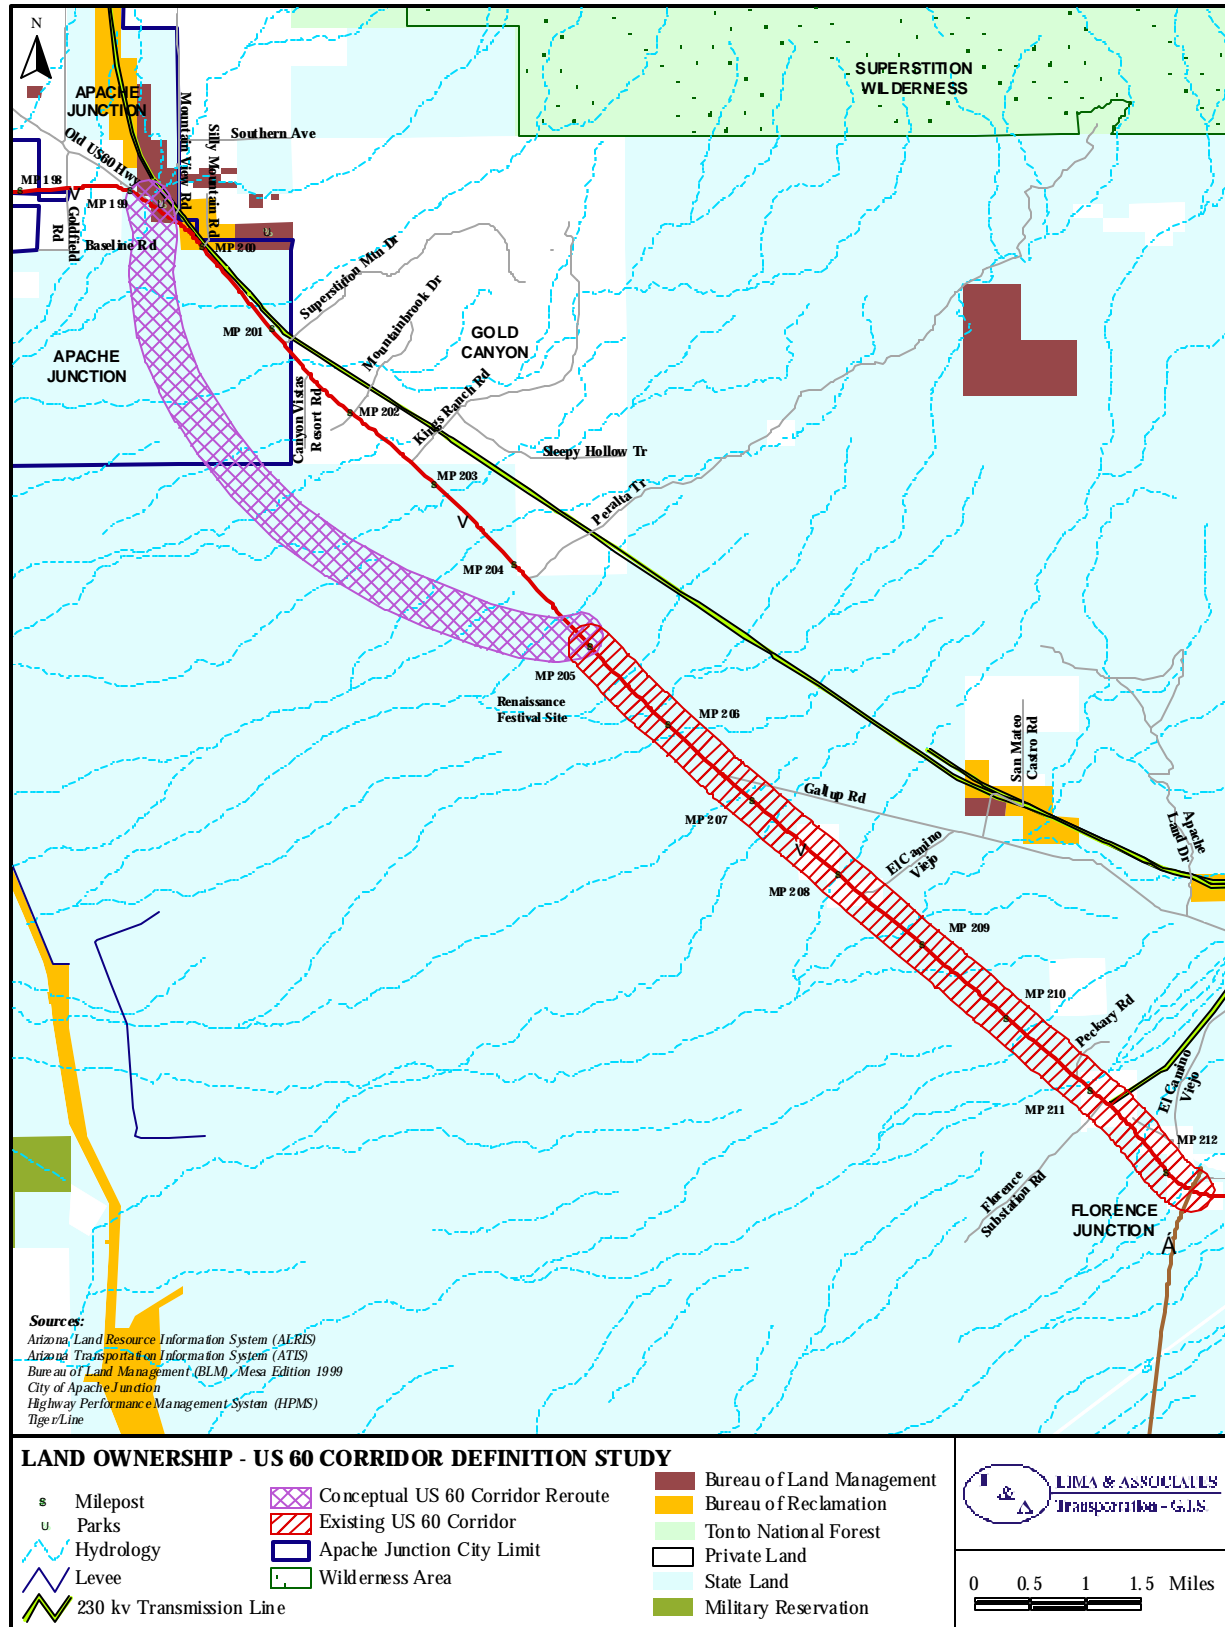 N
SUPERSTITION
WILDERNESS
APACHE
JUNCTION
Mountain View Rd
Silly Mountain Rd
Southern Ave
Old US60 Hwy
MP 198
MP 199
Goldfield
Rd
Baseline Rd
MP 200
Superstition Mtn Dr
Mountainbrook Dr
MP 201
GOLD
CANYON
APACHE
JUNCTION
Canyon Vistas
Resort Rd
MP 202
Kings Ranch Rd
Sleepy Hollow Tr
MP 203
Peralta Tr
MP 204
MP 205
Renaissance
Festival Site
MP 206
San Mateo
Castro Rd
Gallup Rd
MP 207
Apache
Land Dr
El Camino
Viejo
MP 208
MP 209
MP 210
Peckary Rd
El Camino
Viejo
MP 211
MP 212
Florence
Substation Rd
FLORENCE
JUNCTION
Sources:
Arizona Land Resource Information System (ALRIS)
Arizona Transportation Information System (ATIS)
Bureau of Land Management (BLM), Mesa Edition 1999
City of Apache Junction
Highway Performance Management System (HPMS)
Tiger/Line
LAND OWNERSHIP - US 60 CORRIDOR DEFINITION STUDY
Milepost
Parks
Hydrology
Levee
230 kv Transmission Line
Conceptual US 60 Corridor Reroute
Existing US 60 Corridor
Apache Junction City Limit
Wilderness Area
Bureau of Land Management
Bureau of Reclamation
Tonto National Forest
Private Land
State Land
Military Reservation
LIMA & ASSOCIATES
Transportation - G.I.S.
0 0.5 1 1.5 Miles